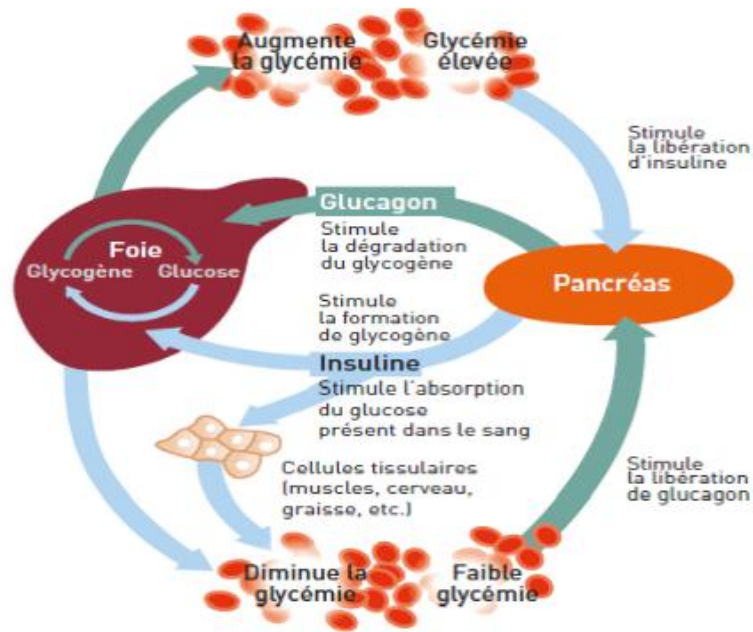 Augmente
la glycémie
Glycémie
élevée
Stimule
la libération
d'insuline
Glucagon
Stimule
la dégradation
du glycogène
Foie
Glycogène
Glucose
Pancréas
Stimule
la formation
de glycogène
Insuline
Stimule l'absorption
du glucose
présent dans le sang
Cellules tissulaires
(muscles, cerveau,
graisse, etc.)
Stimule
la libération
de glucagon
Diminue la
glycémie
Faible
glycémie